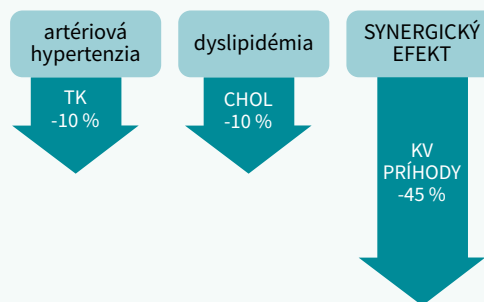 artériová
hypertenzia
TK
-10 %
dyslipidémia
CHOL
-10 %
SYNERGICKÝ
EFEKT
KV
PRÍHODY
-45 %